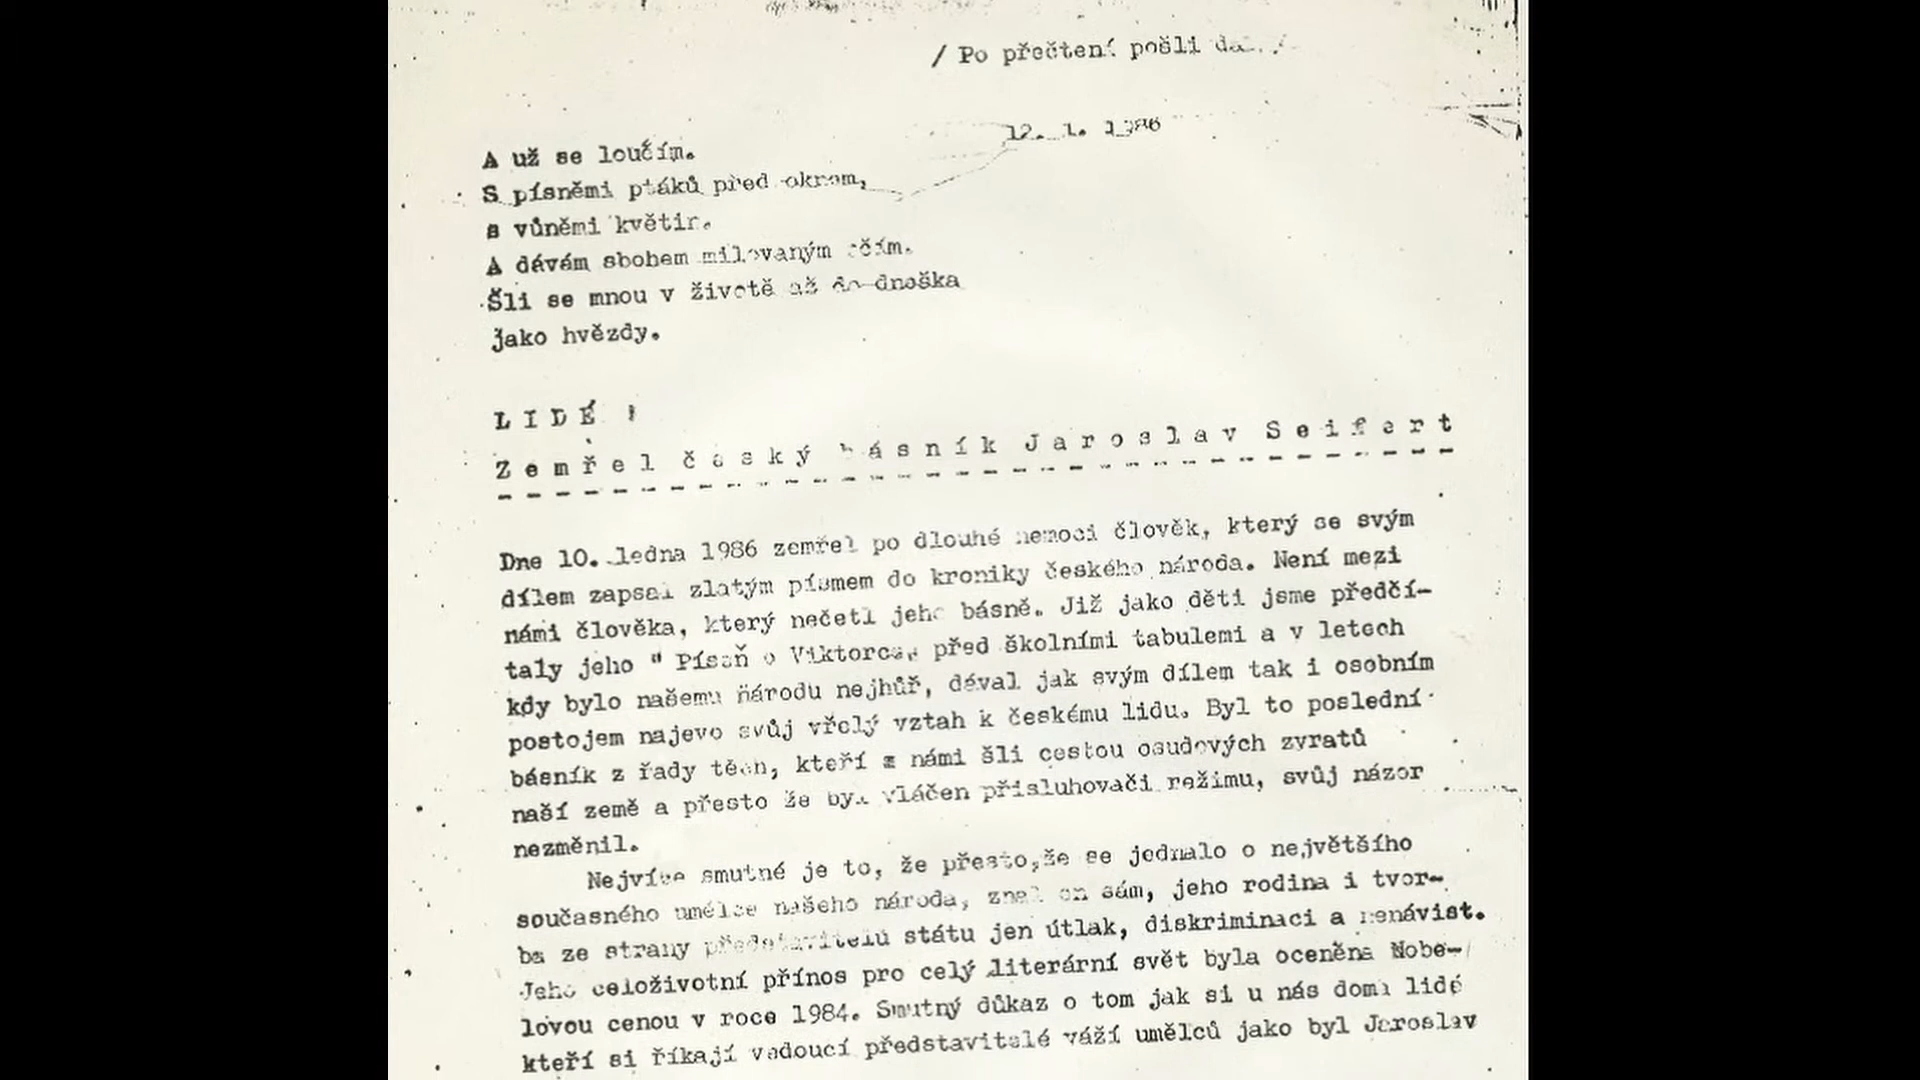 / Po přečtení pošli
12. 1. 1986
A už se loučím.
S písněmi ptáků před oknem,
s vůněmi květin.
A dávám sbohem milovaným očím.
Šli se mnou v životě až do dneška
jako hvězdy.
L I D É !
Z e m ř e l č e s k ý b á s n í k J a r o s l a v S e i f e r t
Dne 10. ledna 1986 zemřel po dlouhé nemoci člověk, který se svým
dílem zapsal zlatým písmem do kroniky českého národa. Není mezi
námi člověka, který nečetl jeho básně. Již jako děti jsme předčí-
taly jeho " Píseň o Viktorce" před školními tabulemi a v letech
kdy bylo našemu národu nejhůř, dával jak svým dílem tak i osobním
postojem najevo svůj vřelý vztah k českému lidu. Byl to poslední
básník z řady těch, kteří z námi šli cestou osudových zvratů
naší země a přesto že byl vláčen přisluhovači režimu, svůj názor
nezměnil.
Nejvíce smutné je to, že přesto,že se jednalo o největšího
současného umělce našeho národa, znal on sám, jeho rodina i tvor-
ba ze strany představitelů státu jen útlak, diskriminaci a nenávist.
Jeho celoživotní přínos pro celý literární svět byla oceněna Nobe-
lovou cenou v roce 1984. Smutný důkaz o tom jak si u nás doma lidé
kteří si říkají vedoucí představitelé váží umělců jako byl Jaroslav